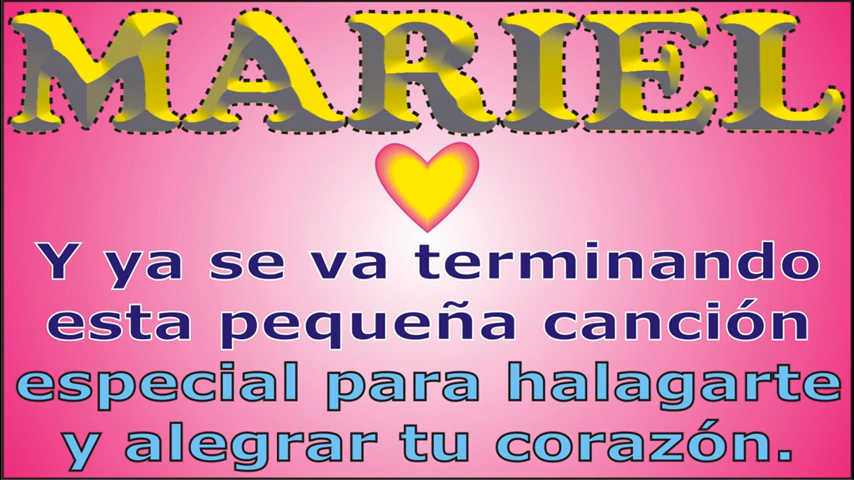 MARIEL
Y ya se va terminando
esta pequeña canción
especial para halagarte
y alegrar tu corazón.